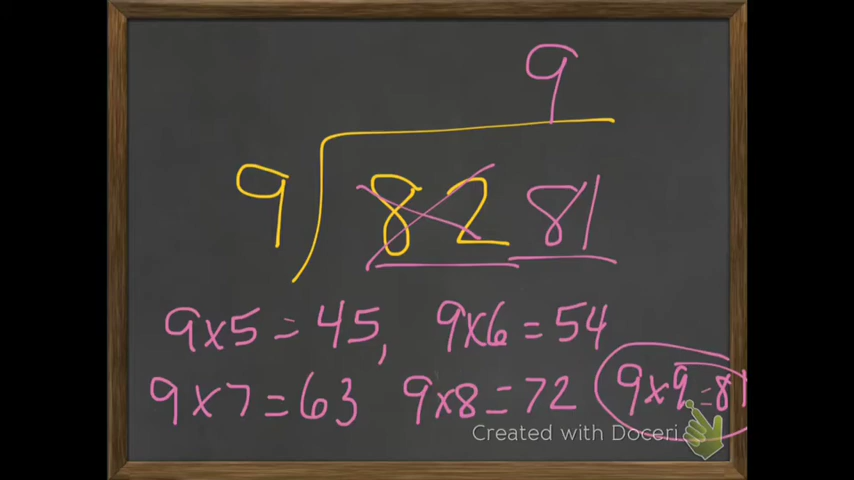 9
9 82 81
9x5=45, 9x6=54
9x7=63 9x8=72 9x9=81
Created with Doceri